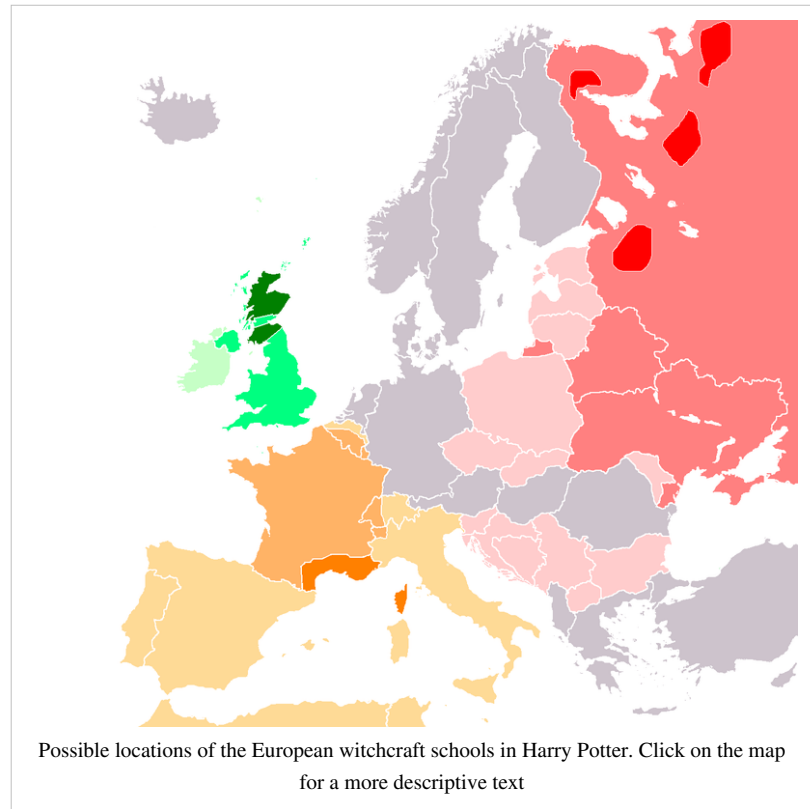 Possible locations of the European witchcraft schools in Harry Potter. Click on the map
for a more descriptive text